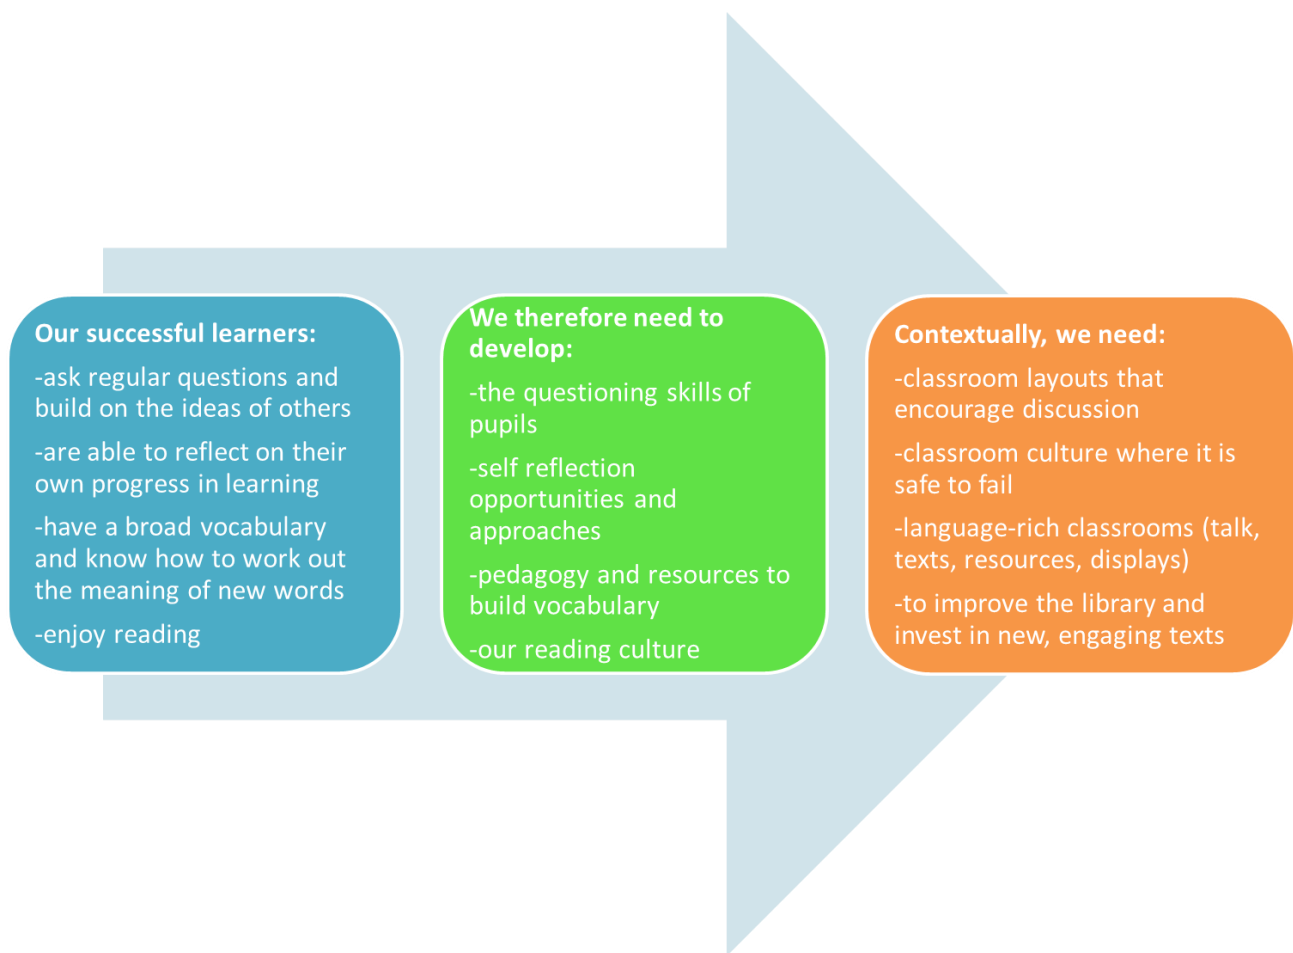 Our successful learners:
-ask regular questions and
build on the ideas of others
-are able to reflect on their
own progress in learning
-have a broad vocabulary
and know how to work out
the meaning of new words
-enjoy reading
We therefore need to
develop:
-the questioning skills of
pupils
-self reflection
opportunities and
approaches
-pedagogy and resources to
build vocabulary
-our reading culture
Contextually, we need:
-classroom layouts that
encourage discussion
-classroom culture where it is
safe to fail
-language-rich classrooms (talk,
texts, resources, displays)
-to improve the library and
invest in new, engaging texts